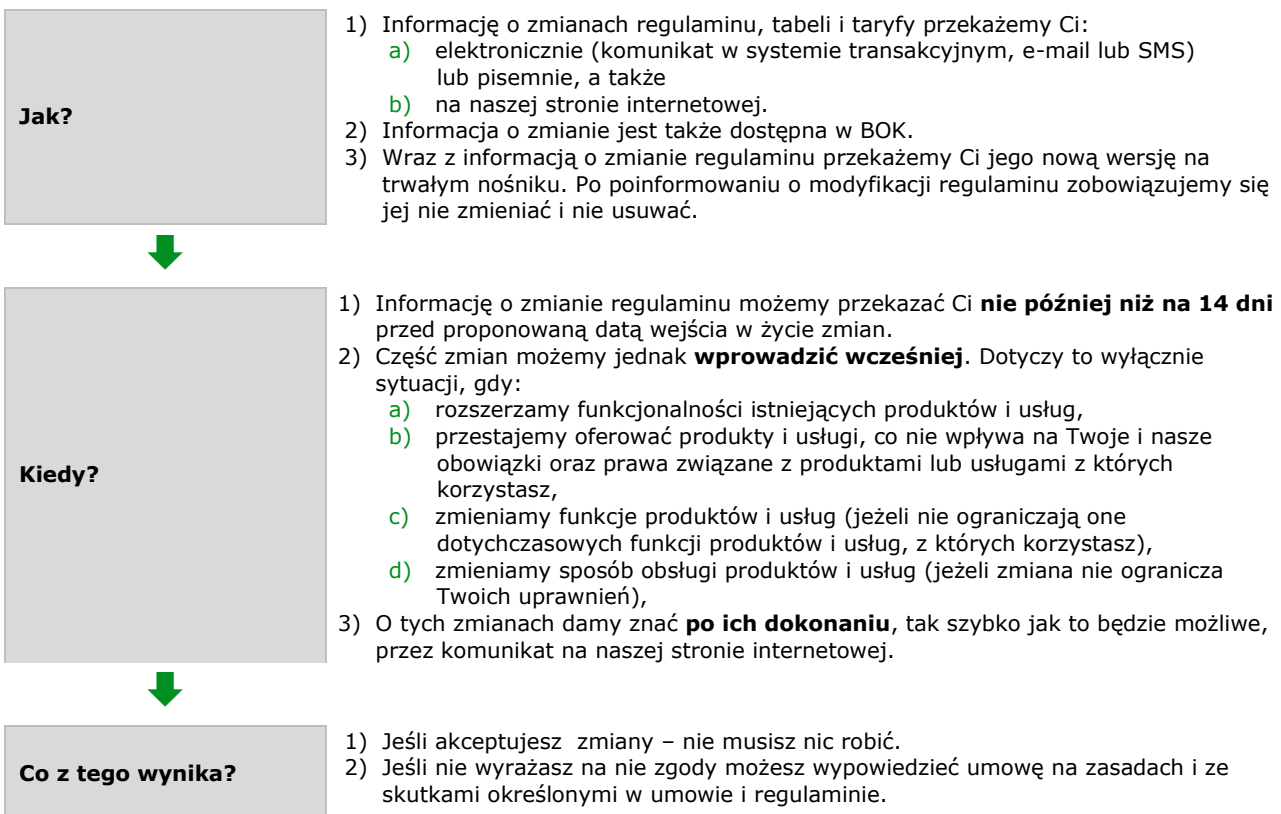 Jak?
1) Informację o zmianach regulaminu, tabeli i taryfy przekażemy Ci:
a) elektronicznie (komunikat w systemie transakcyjnym, e-mail lub SMS)
lub pisemnie, a także
b) na naszej stronie internetowej.
2) Informacja o zmianie jest także dostępna w BOK.
3) Wraz z informacją o zmianie regulaminu przekażemy Ci jego nową wersję na
trwałym nośniku. Po poinformowaniu o modyfikacji regulaminu zobowiązujemy się
jej nie zmieniać i nie usuwać.
Kiedy?
1) Informację o zmianie regulaminu możemy przekazać Ci nie później niż na 14 dni
przed proponowaną datą wejścia w życie zmian.
2) Część zmian możemy jednak wprowadzić wcześniej. Dotyczy to wyłącznie
sytuacji, gdy:
a) rozszerzamy funkcjonalności istniejących produktów i usług,
b) przestajemy oferować produkty i usługi, co nie wpływa na Twoje i nasze
obowiązki oraz prawa związane z produktami lub usługami z których
korzystasz,
c) zmieniamy funkcje produktów i usług (jeżeli nie ograniczają one
dotychczasowych funkcji produktów i usług, z których korzystasz),
d) zmieniamy sposób obsługi produktów i usług (jeżeli zmiana nie ogranicza
Twoich uprawnień),
3) O tych zmianach damy znać po ich dokonaniu, tak szybko jak to będzie możliwe,
przez komunikat na naszej stronie internetowej.
Co z tego wynika?
1) Jeśli akceptujesz zmiany – nie musisz nic robić.
2) Jeśli nie wyrażasz na nie zgody możesz wypowiedzieć umowę na zasadach i ze
skutkami określonymi w umowie i regulaminie.